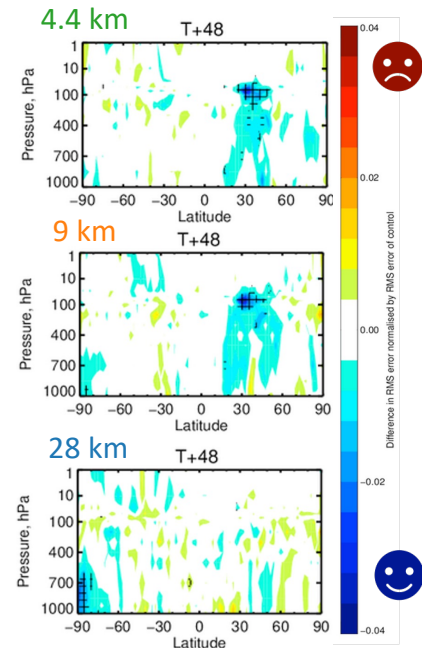 4.4 km
T+48
1
10
100
400
700
1000
Pressure, hPa
−90 −60 −30 0 30 60 90
Latitude
9 km
T+48
1
10
100
400
700
1000
Pressure, hPa
−90 −60 −30 0 30 60 90
Latitude
28 km
T+48
1
10
100
400
700
1000
Pressure, hPa
−90 −60 −30 0 30 60 90
Latitude
0.04
0.02
0.00
−0.02
−0.04
Difference in RMS error normalised by RMS error of control